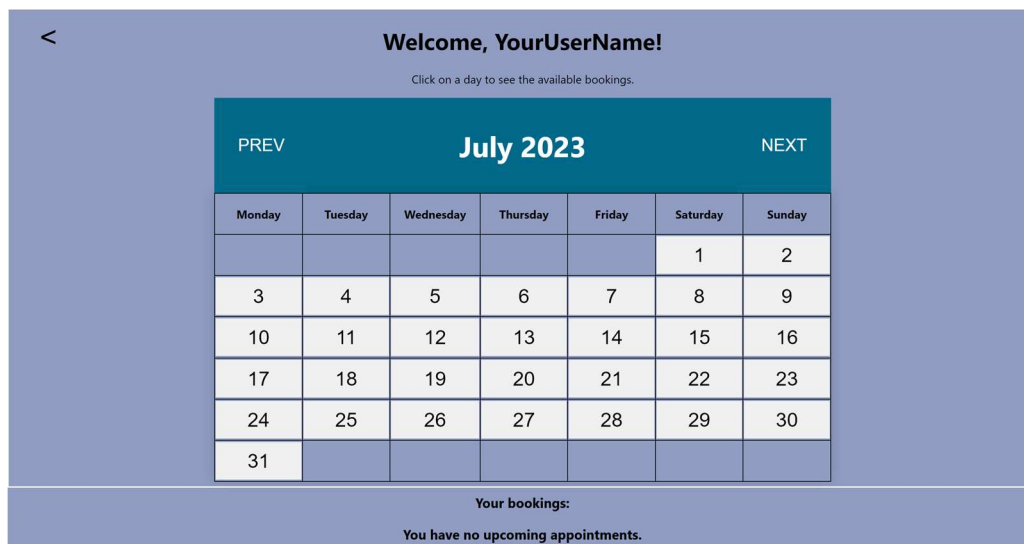 <
Welcome, YourUserName!
Click on a day to see the available bookings.
PREV July 2023 NEXT
Monday Tuesday Wednesday Thursday Friday Saturday Sunday
1 2
3 4 5 6 7 8 9
10 11 12 13 14 15 16
17 18 19 20 21 22 23
24 25 26 27 28 29 30
31
Your bookings:
You have no upcoming appointments.